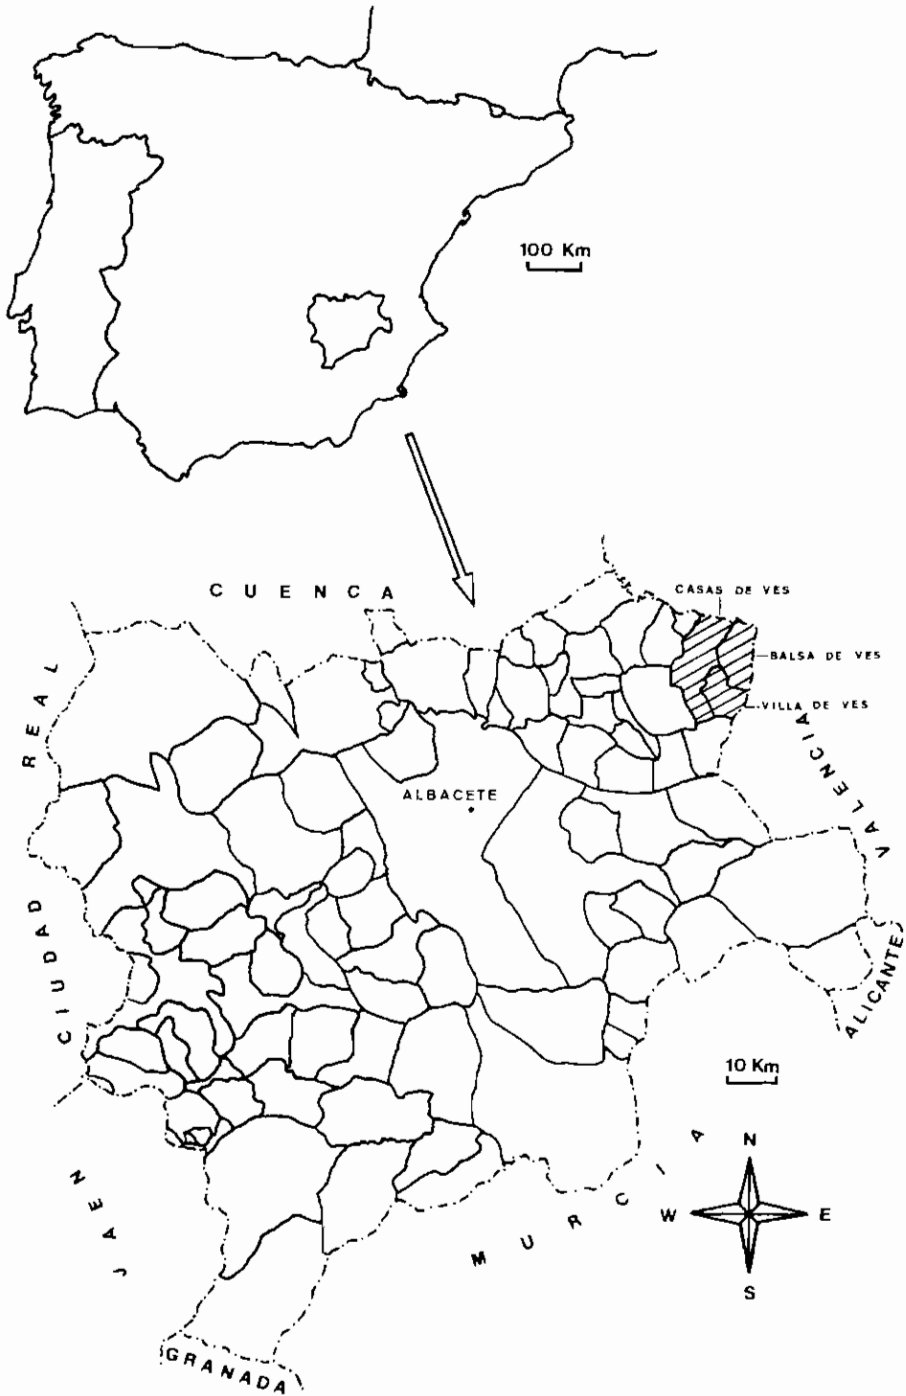 100 Km
CUENCA
CASAS DE VES
BALSA DE VES
VILLA DE VES
VALENCIA
CIUDAD REAL
ALBACETE
ALICANTE
10 Km
JAEN
MURCIA
N
W
E
S
GRANADA